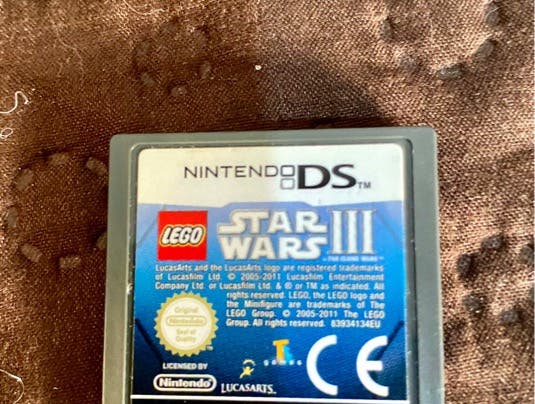 NINTENDO DS TM
LEGO STAR WARS III
THE CLONE WARS TM
LucasArts and the LucasArts logo are registered trademarks
of Lucasfilm Ltd. © 2005-2011 Lucasfilm Entertainment
Company Ltd. or Lucasfilm Ltd. & ® or TM as indicated. All
rights reserved. LEGO, the LEGO logo and
the Minifigure are trademarks of The
LEGO Group. © 2005-2011 The LEGO
Group. All rights reserved. 83934134EU
Original
Nintendo
Seal of
Quality
LICENSED BY
Nintendo
LUCASARTS
games
CE